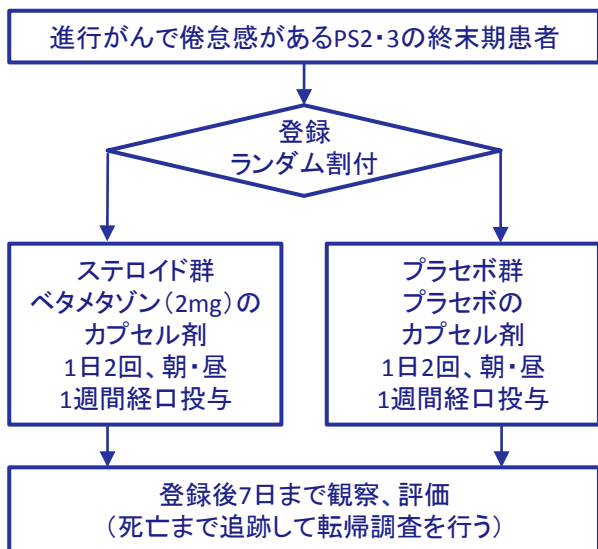 進行がんで倦怠感があるPS2・3の終末期患者
登録
ランダム割付
ステロイド群
ベタメタゾン（2mg）の
カプセル剤
1日2回、朝・昼
1週間経口投与
プラセボ群
プラセボの
カプセル剤
1日2回、朝・昼
1週間経口投与
登録後7日まで観察、評価
（死亡まで追跡して転帰調査を行う）